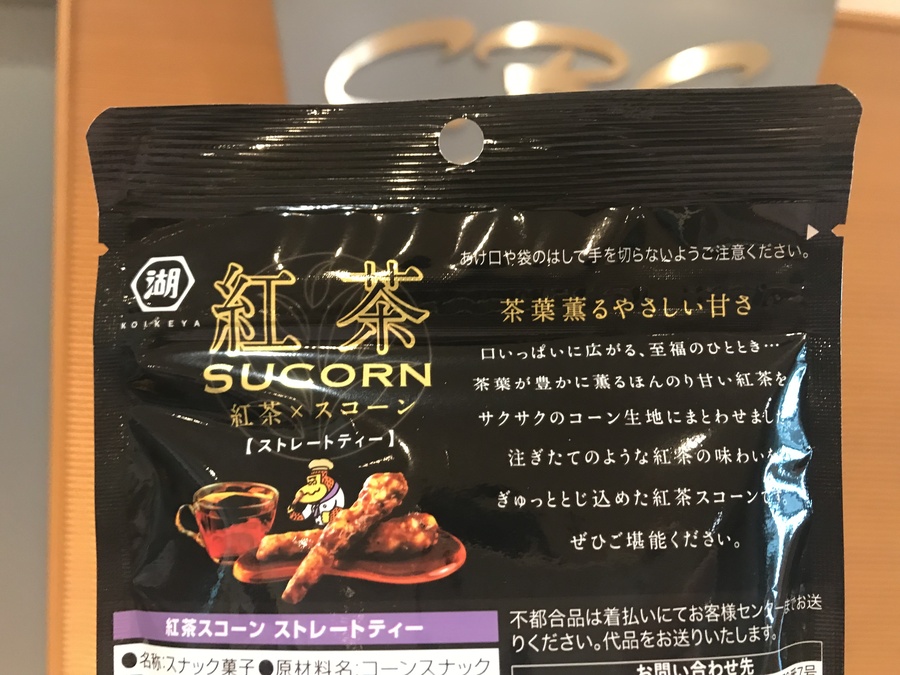 CBC
あけ口や袋のはしで手を切らないようご注意ください。
湖
KOIKEYA
紅茶
SUCORN
紅茶×スコーン
【ストレートティー】
茶葉薫るやさしい甘さ
口いっぱいに広がる、至福のひととき…
茶葉が豊かに薫るほんのり甘い紅茶を
サクサクのコーン生地にまとわせまし
注ぎたてのような紅茶の味わい
ぎゅっととじ込めた紅茶スコーン
ぜひご堪能ください。
紅茶スコーン ストレートティー
●名称:スナック菓子●原材料名:コーンスナック
不都合品は着払いにてお客様センターまでお送
りください。代品をお送りいたします。
お問い合わせ先